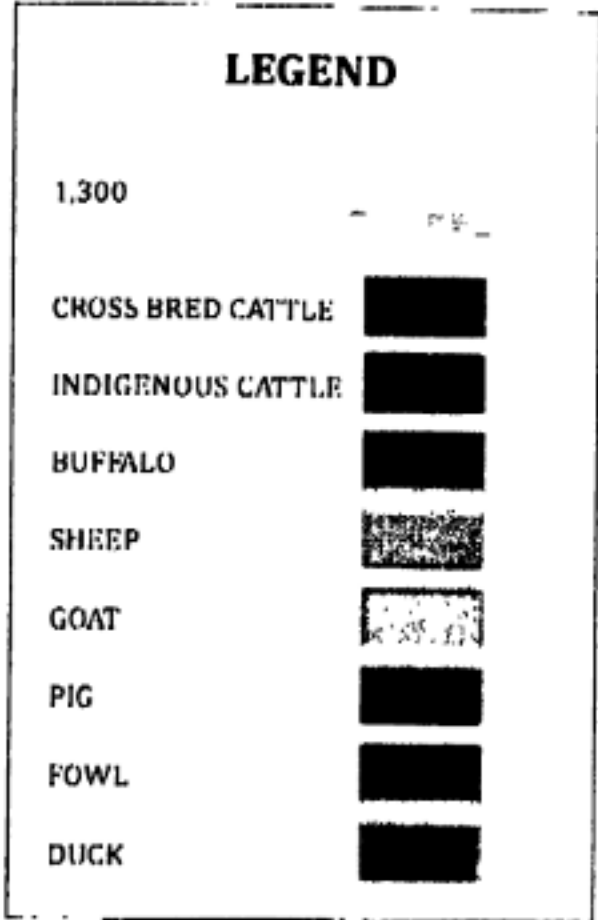 LEGEND
1,300
CROSS BRED CATTLE
INDIGENOUS CATTLE
BUFFALO
SHEEP
GOAT
PIG
FOWL
DUCK